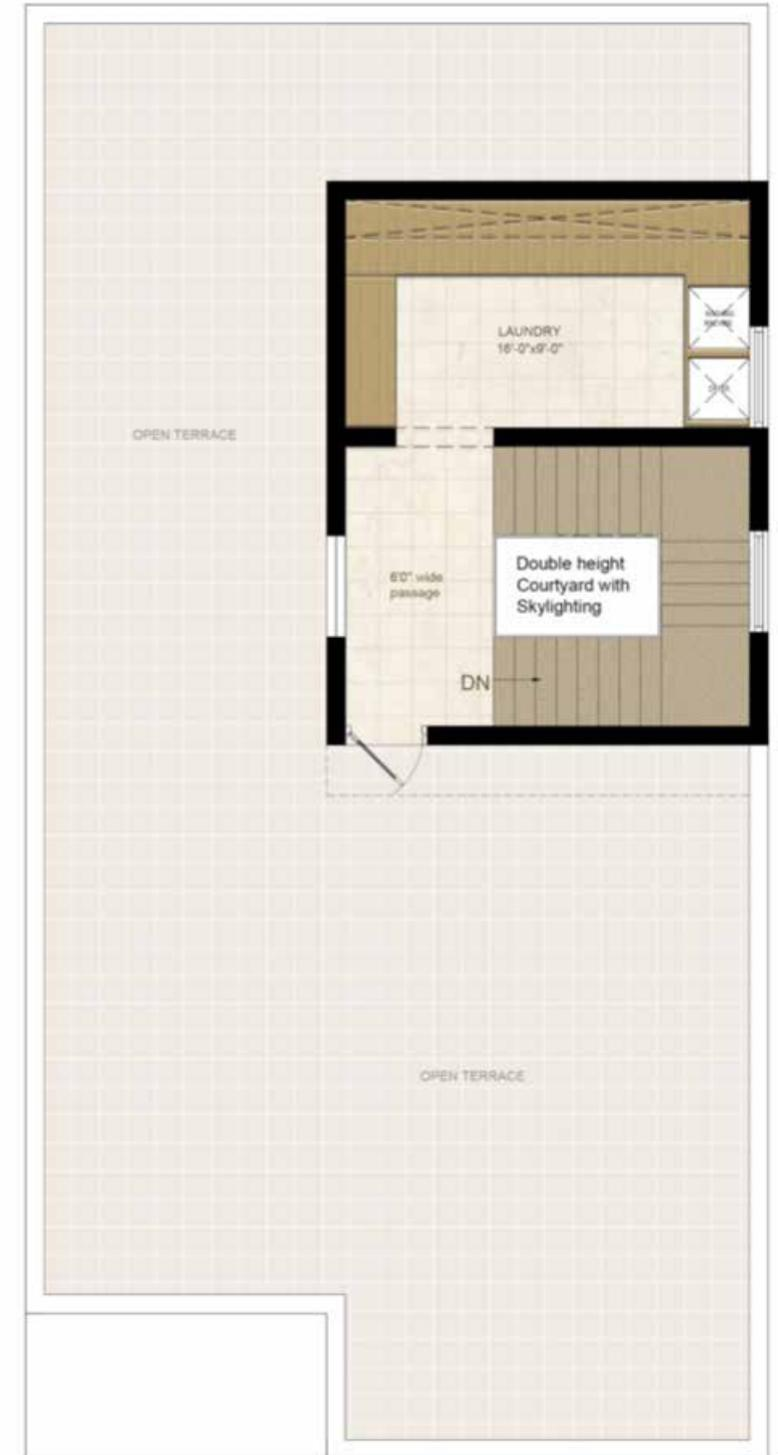 LAUNDRY
16'-0"x9'-0"
OPEN TERRACE
6'0" wide
passage
Double height
Courtyard with
Skylighting
DN
OPEN TERRACE